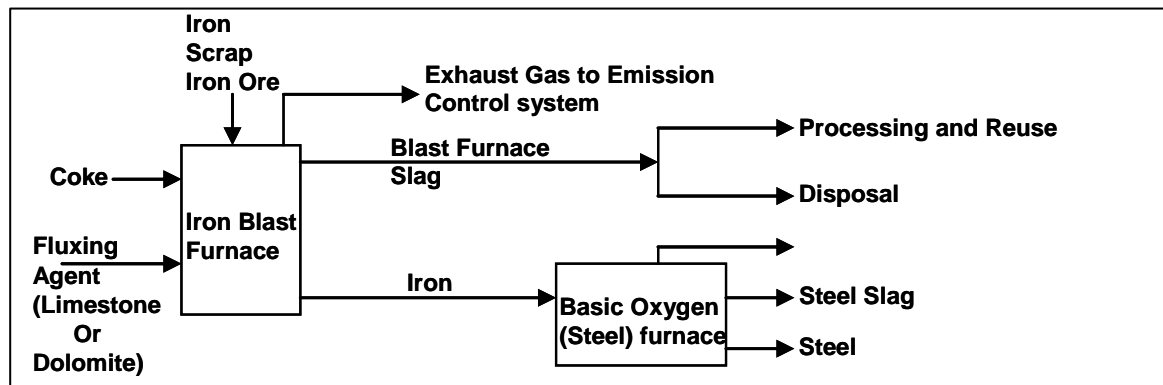 Iron
Scrap
Iron Ore
Exhaust Gas to Emission
Control system
Processing and Reuse
Blast Furnace
Slag
Coke
Disposal
Iron Blast
Furnace
Fluxing
Agent
(Limestone
Or
Dolomite)
Iron
Basic Oxygen
(Steel) furnace
Steel Slag
Steel